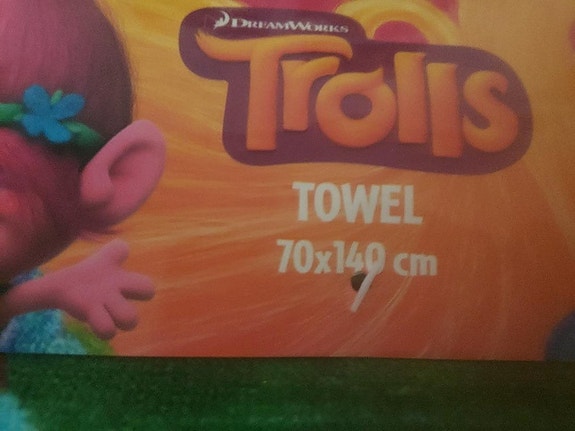 DREAMWORKS
Trolls
TOWEL
70x140 cm